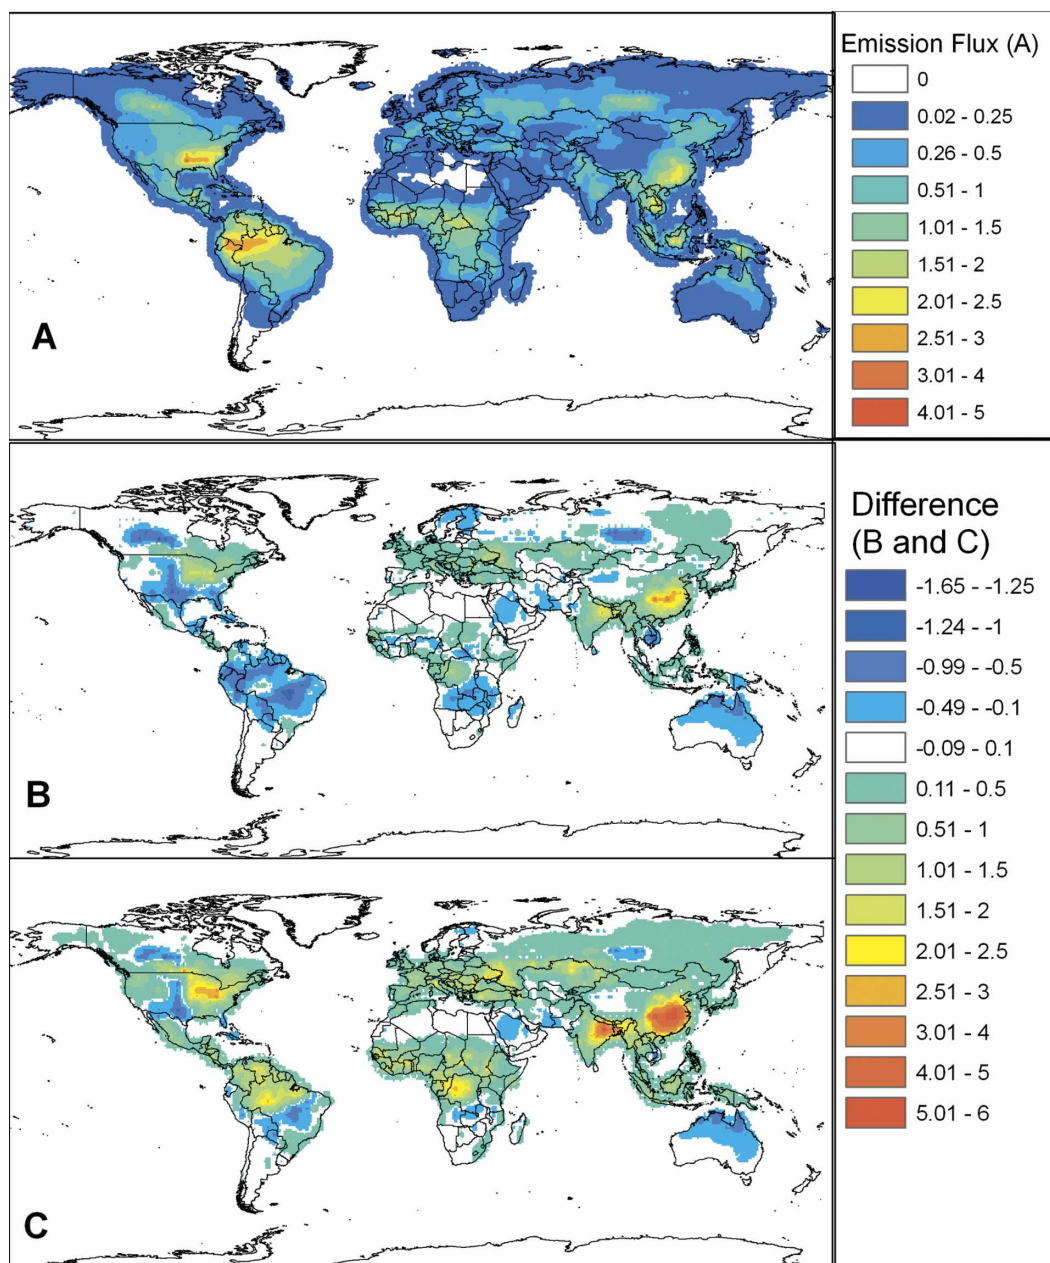 Emission Flux (A)
0
0.02 - 0.25
0.26 - 0.5
0.51 - 1
1.01 - 1.5
1.51 - 2
2.01 - 2.5
2.51 - 3
3.01 - 4
4.01 - 5
A
Difference
(B and C)
-1.65 - -1.25
-1.24 - -1
-0.99 - -0.5
-0.49 - -0.1
-0.09 - 0.1
0.11 - 0.5
0.51 - 1
1.01 - 1.5
1.51 - 2
2.01 - 2.5
2.51 - 3
3.01 - 4
4.01 - 5
5.01 - 6
B
C